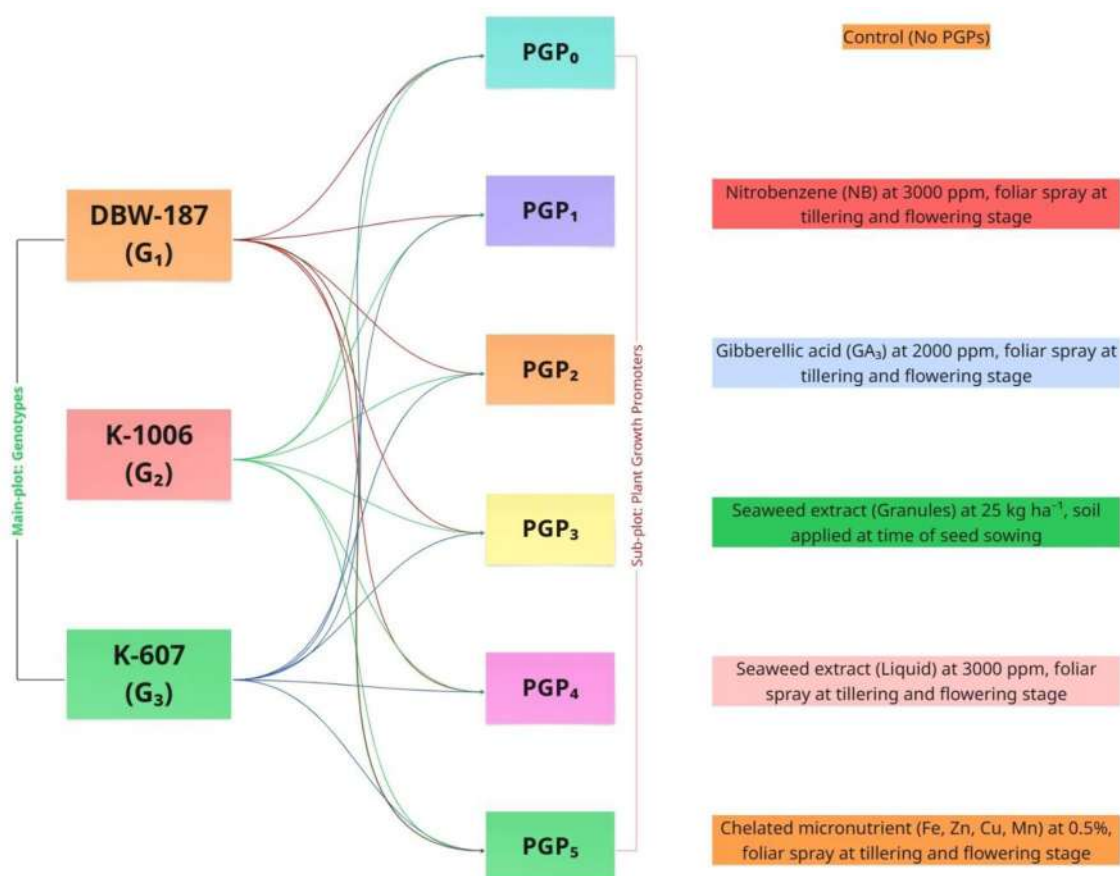 Main-plot: Genotypes
DBW-187
(G₁)
K-1006
(G₂)
K-607
(G₃)
PGP₀
PGP₁
PGP₂
PGP₃
PGP₄
PGP₅
Sub-plot: Plant Growth Promoters
Control (No PGPs)
Nitrobenzene (NB) at 3000 ppm, foliar spray at
tillering and flowering stage
Gibberellic acid (GA₃) at 2000 ppm, foliar spray at
tillering and flowering stage
Seaweed extract (Granules) at 25 kg ha⁻¹, soil
applied at time of seed sowing
Seaweed extract (Liquid) at 3000 ppm, foliar
spray at tillering and flowering stage
Chelated micronutrient (Fe, Zn, Cu, Mn) at 0.5%,
foliar spray at tillering and flowering stage